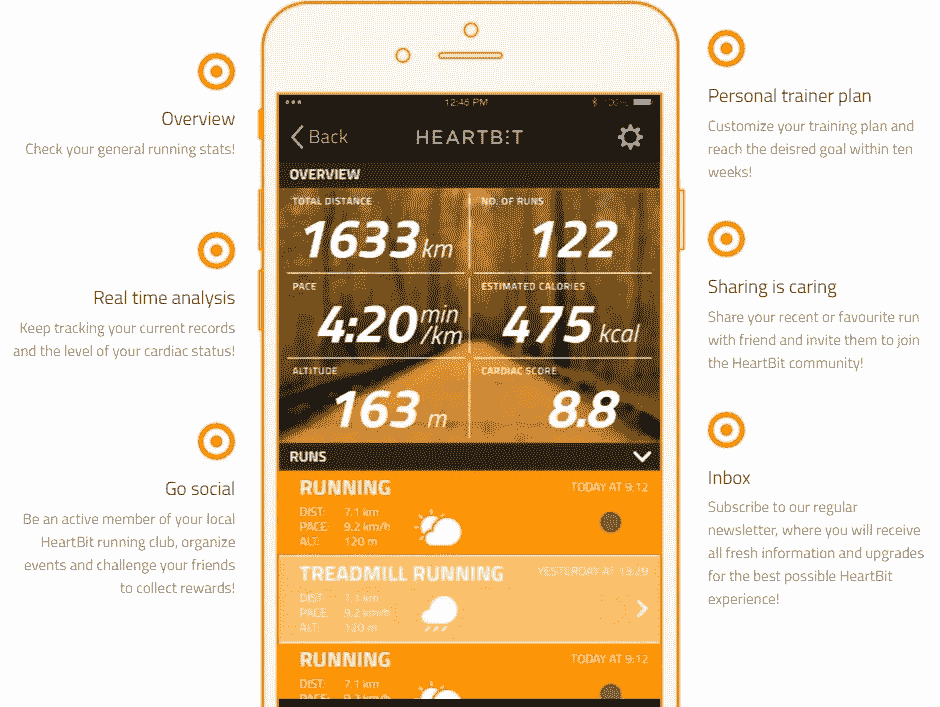 Overview
Check your general running stats!
Real time analysis
Keep tracking your current records
and the level of your cardiac status!
Go social
Be an active member of your local
HeartBit running club, organize
events and challenge your friends
to collect rewards!
12:46 PM
100%
Back
HEARTBIT
OVERVIEW
TOTAL DISTANCE
1633 km
NO. OF RUNS
122
PACE
4:20 min/km
ESTIMATED CALORIES
475 kcal
ALTITUDE
163 m
CARDIAC SCORE
8.8
RUNS
RUNNING
TODAY AT 9:12
DIST: 7.1 km
PACE: 9.2 km/h
ALT: 120 m
TREADMILL RUNNING
YESTERDAY AT
DIST: 7.1 km
PACE: 9.2 km/h
ALT: 120 m
RUNNING
TODAY AT 9:12
DIST: 7.1 km
PACE: 9.2 km/h
Personal trainer plan
Customize your training plan and
reach the deisred goal within ten
weeks!
Sharing is caring
Share your recent or favourite run
with friend and invite them to join
the HeartBit community!
Inbox
Subscribe to our regular
newsletter, where you will receive
all fresh information and upgrades
for the best possible HeartBit
experience!